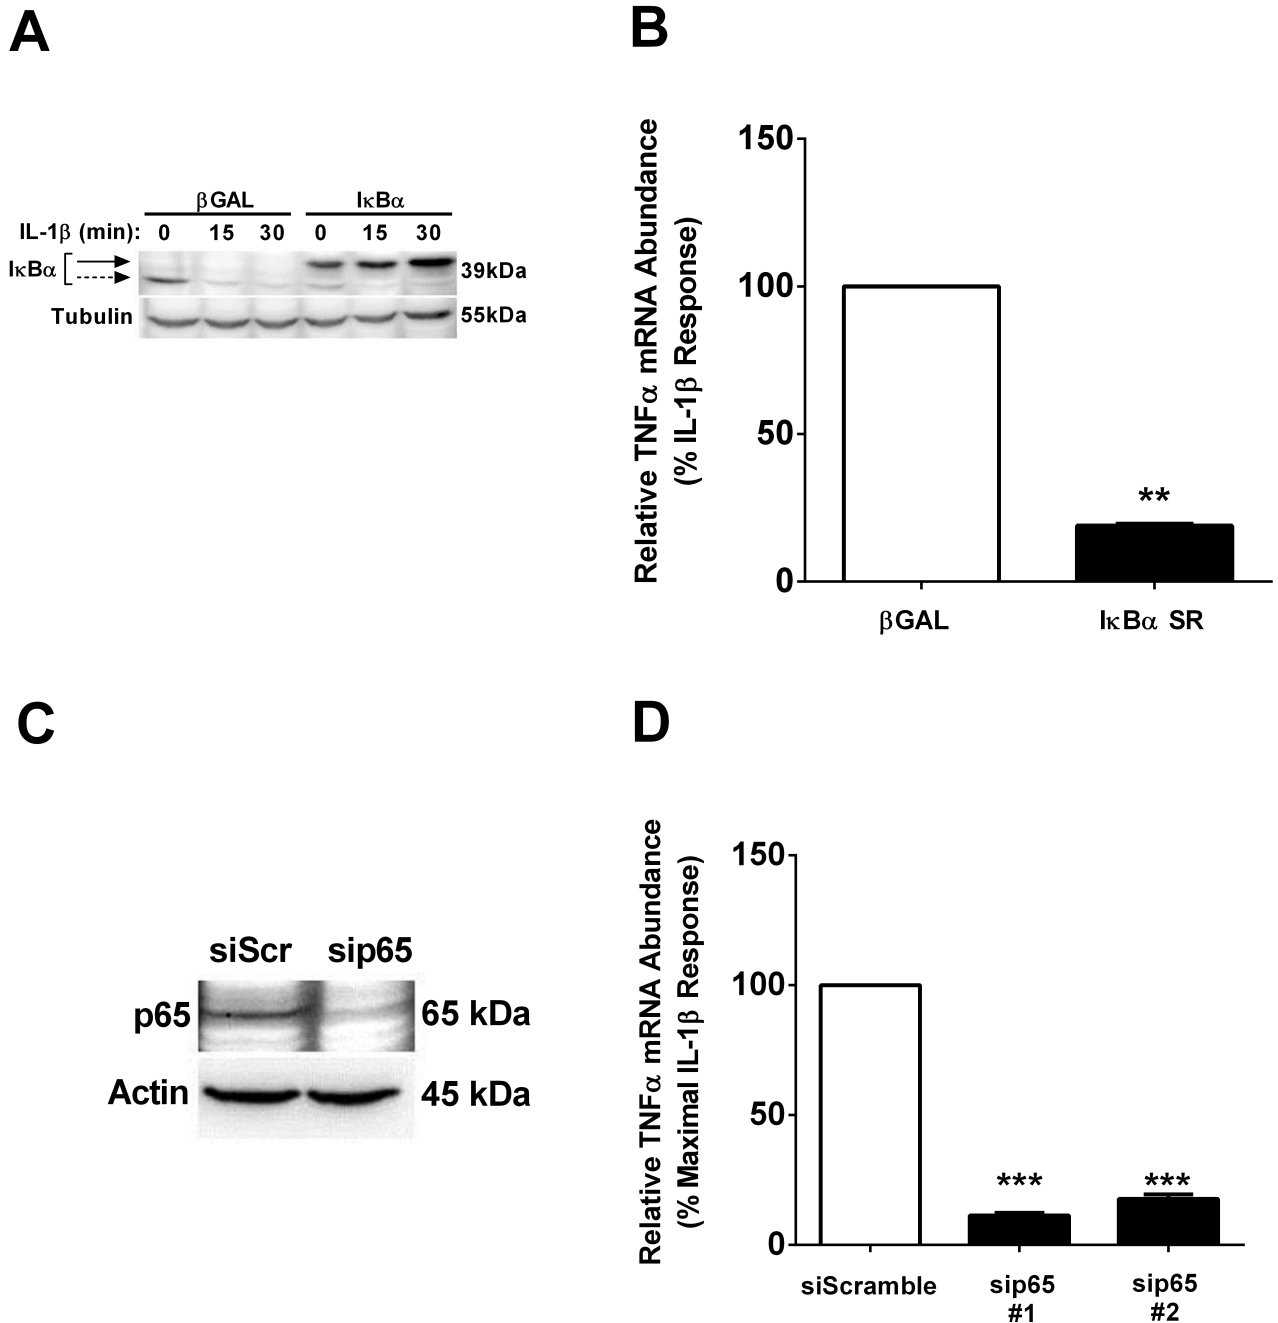 A
βGAL IκBα
IL-1β (min): 0 15 30 0 15 30
IκBα
39kDa
Tubulin 55kDa
B
Relative TNFα mRNA Abundance
(% IL-1β Response)
150
100
50
0
**
βGAL IκBα SR
C
siScr sip65
p65 65 kDa
Actin 45 kDa
D
Relative TNFα mRNA Abundance
(% Maximal IL-1β Response)
150
100
50
0
*** ***
siScramble sip65 sip65
#1 #2